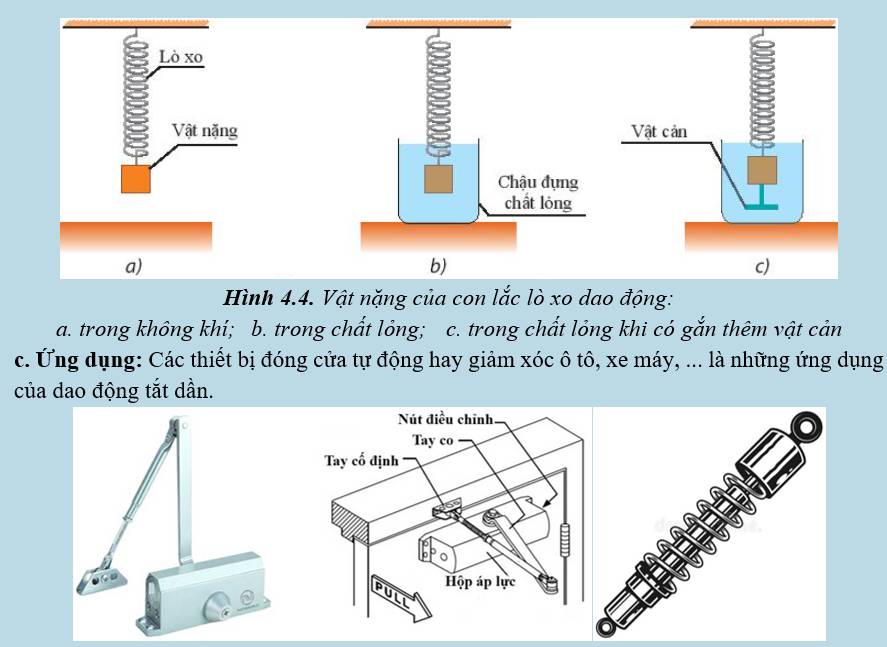 Lò xo
Vật nặng
a)
Chậu đựng
chất lỏng
b)
Vật cản
c)
Hình 4.4. Vật nặng của con lắc lò xo dao động:
a. trong không khí; b. trong chất lỏng; c. trong chất lỏng khi có gắn thêm vật cản
c. Ứng dụng: Các thiết bị đóng cửa tự động hay giảm xóc ô tô, xe máy, ... là những ứng dụng
của dao động tắt dần.
Nút điều chỉnh
Tay co
Tay cố định
Hộp áp lực
PULL